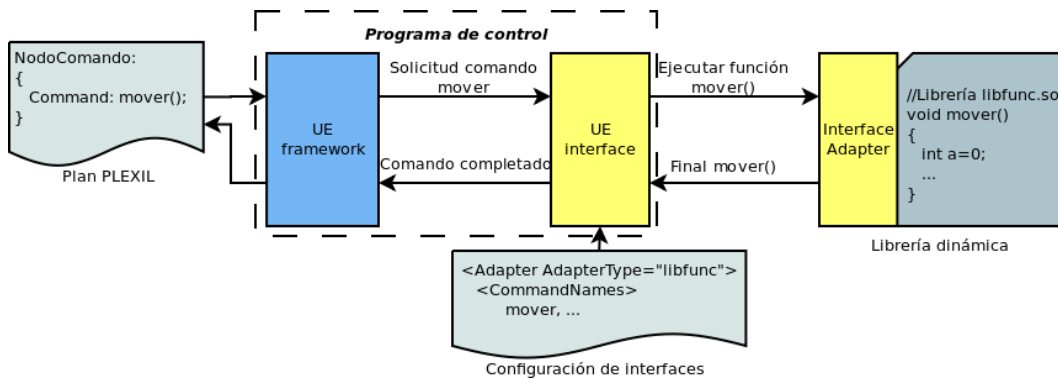 Programa de control
NodoComando:
{
Command: mover();
}
Plan PLEXIL
UE
framework
Solicitud comando
mover
Comando completado
UE
interface
Ejecutar función
mover()
Final mover()
Interface
Adapter
//Librería libfunc.so
void mover()
{
int a=0;
...
}
Librería dinámica
<Adapter AdapterType="libfunc">
<CommandNames>
mover, ...
Configuración de interfaces